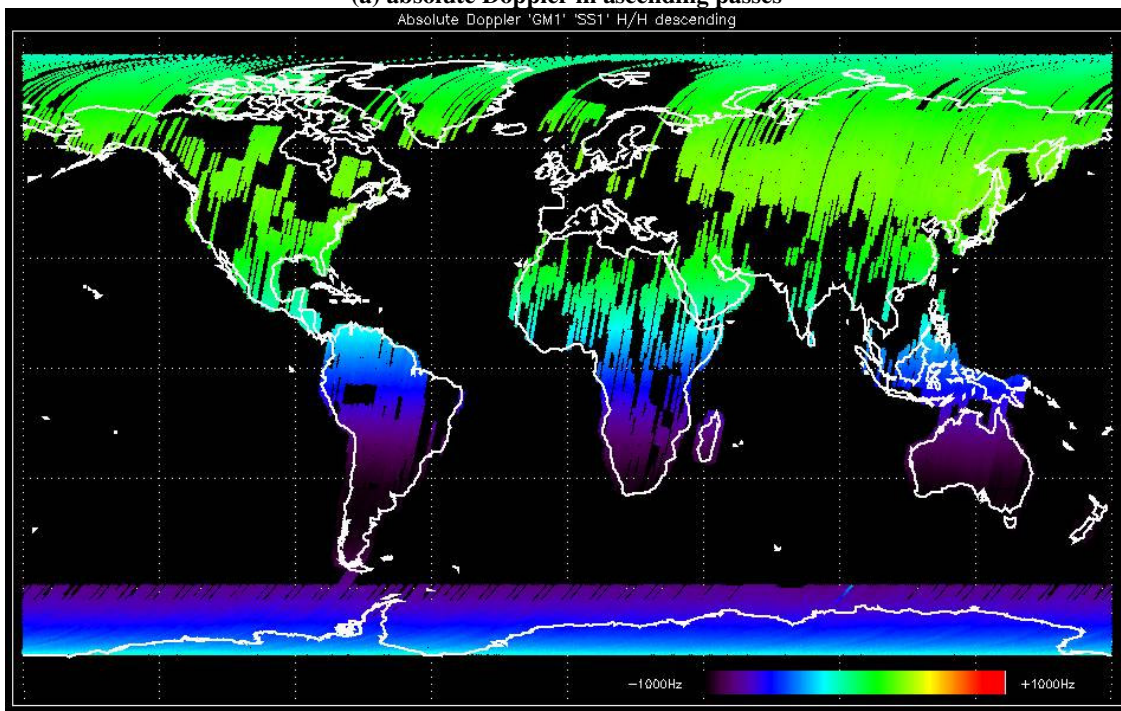 (a) absolute Doppler in ascending passes
Absolute Doppler 'GM1' 'SS1' H/H descending
−1000Hz
+1000Hz